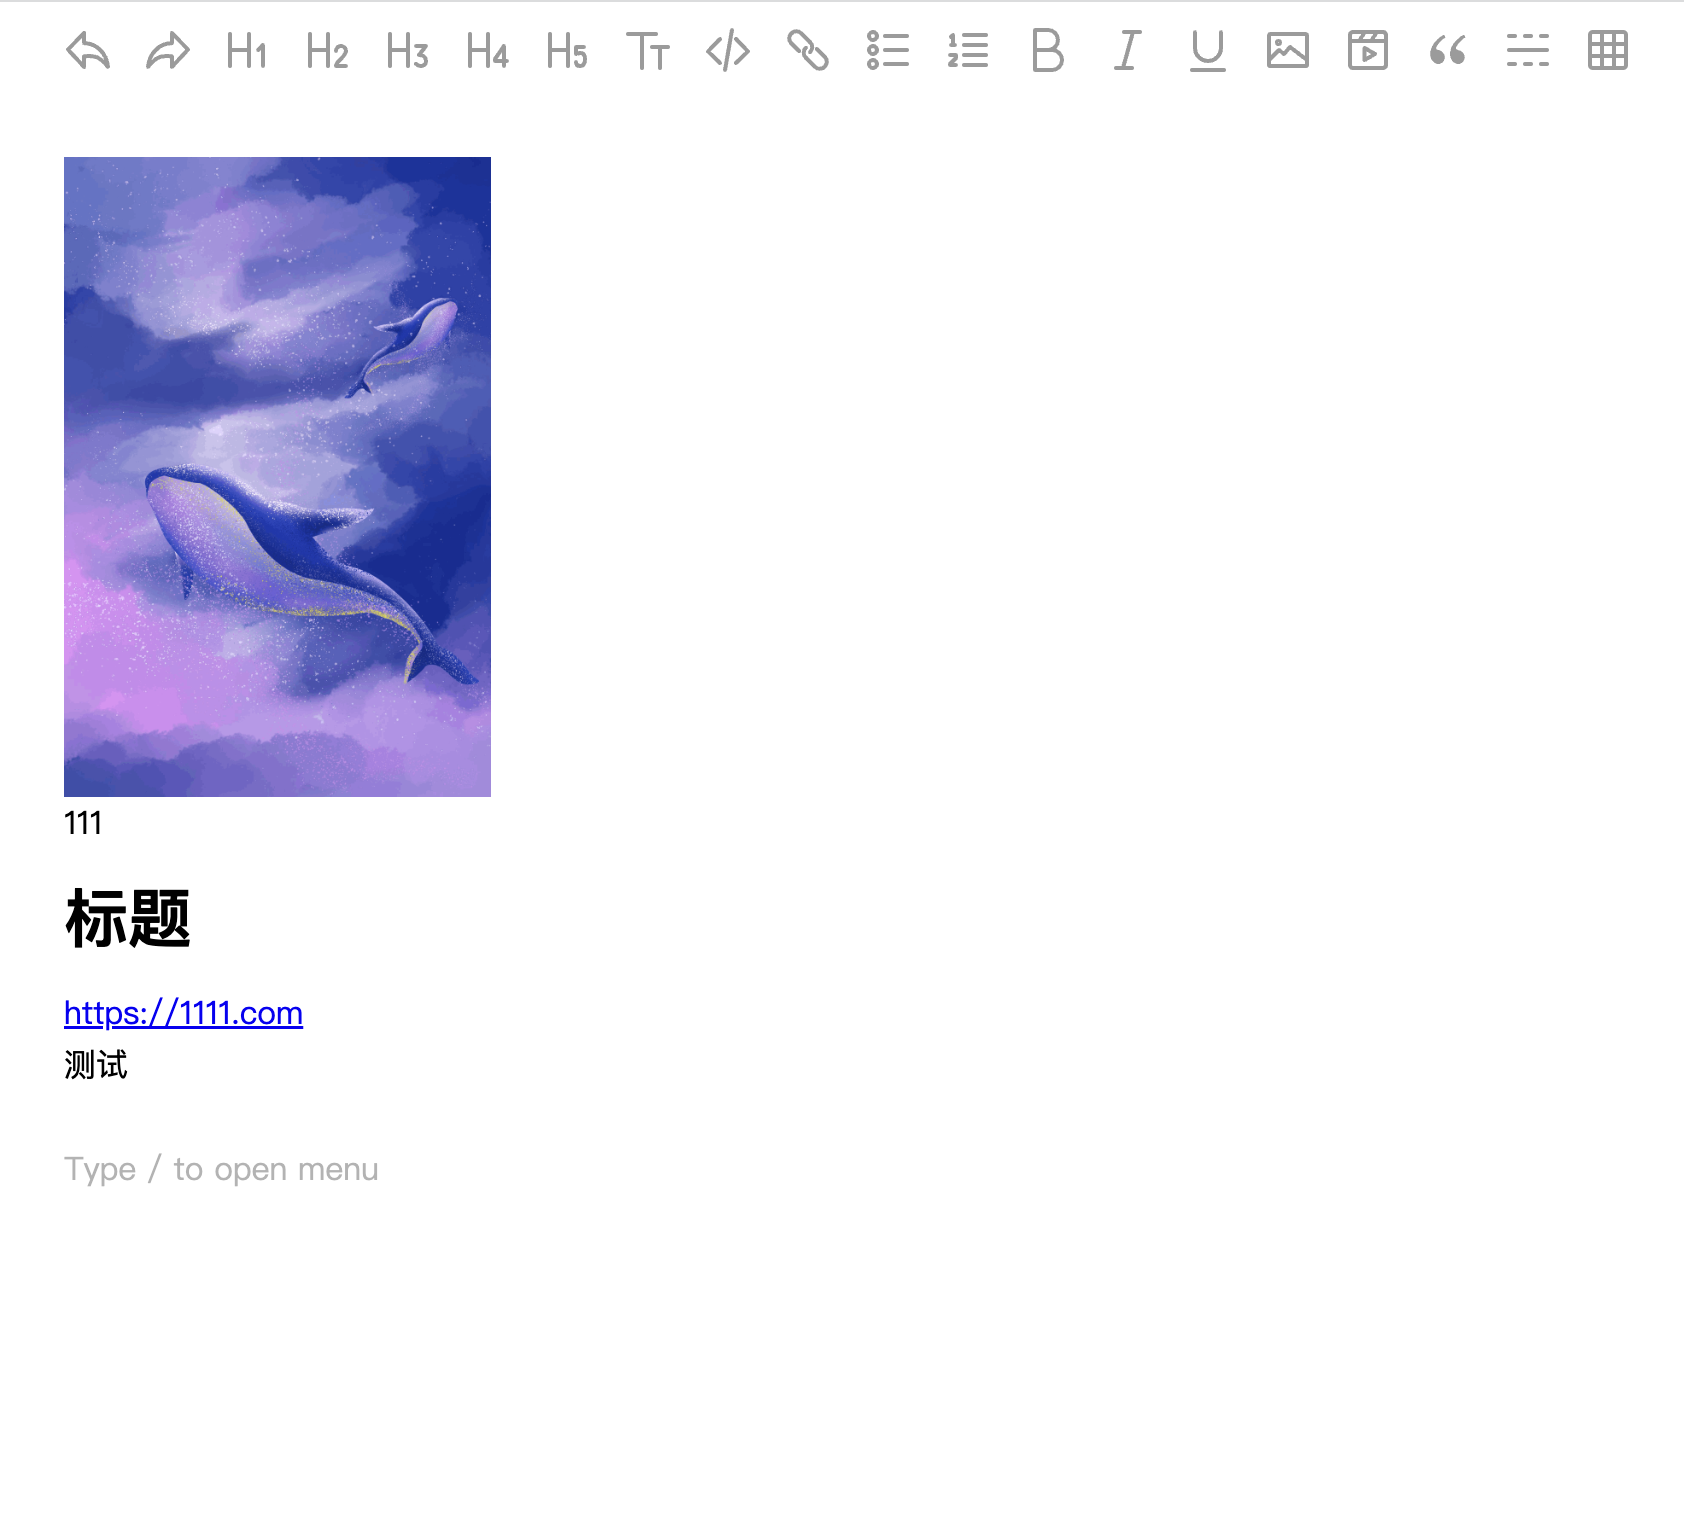 H1 H2 H3 H4 H5 TT B I U
111
标题
https://1111.com
测试
Type / to open menu